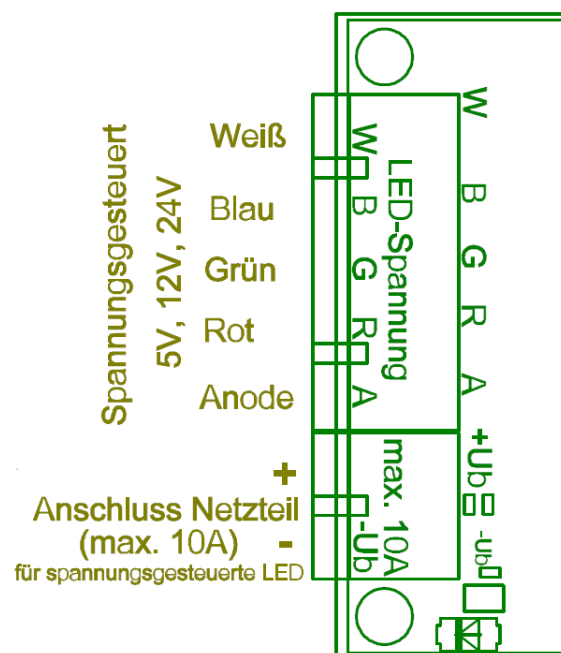 Spannungsgesteuert
5V, 12V, 24V
Weiß
Blau
Grün
Rot
Anode
+
Anschluss Netzteil
(max. 10A) -
für spannungsgesteuerte LED
W
B
G
R
A
LED-Spannung
max. 10A
-Ub
W
B
G
R
A
+Ub
-Ub